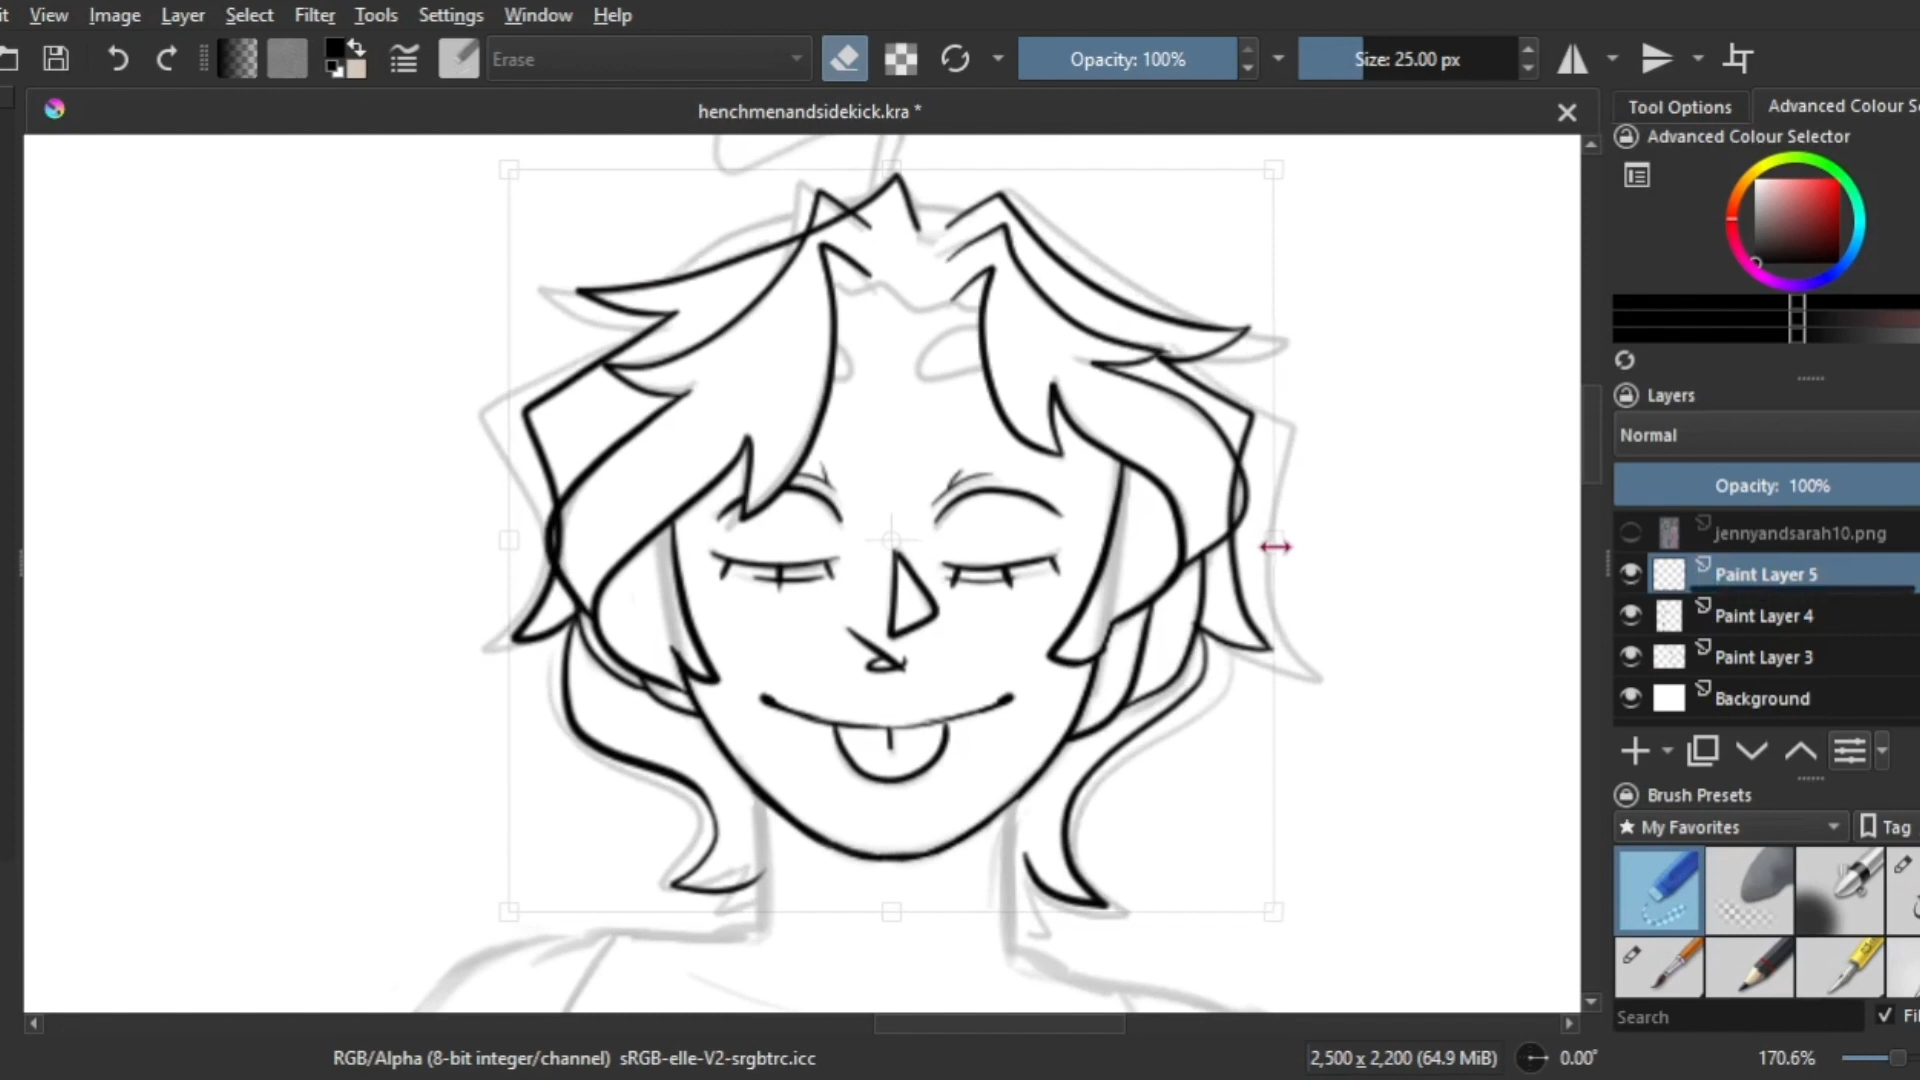 it View Image Layer Select Filter Tools Settings Window Help
Erase Opacity: 100% Size: 25.00 px
henchmenandsidekick.kra *
Tool Options Advanced Colour Se
Advanced Colour Selector
Layers
Normal
Opacity: 100%
jennyandsarah10.png
Paint Layer 5
Paint Layer 4
Paint Layer 3
Background
Brush Presets
★ My Favorites Tag
Search Fil
RGB/Alpha (8-bit integer/channel) sRGB-elle-V2-srgbtrc.icc 2,500 x 2,200 (64.9 MiB) 0.00° 170.6%